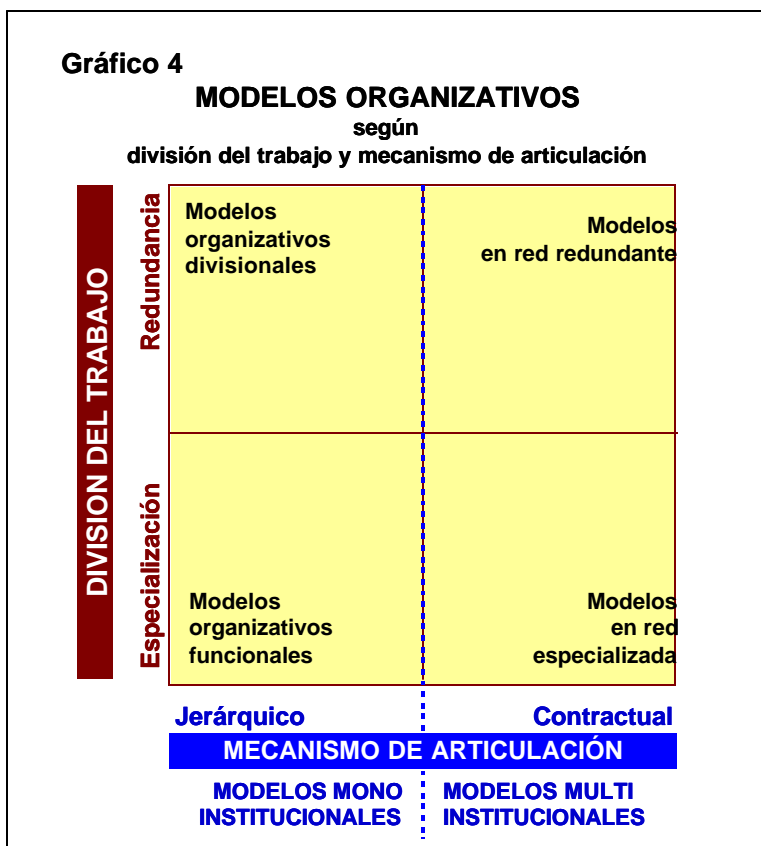 Gráfico 4
MODELOS ORGANIZATIVOS
según
división del trabajo y mecanismo de articulación
DIVISION DEL TRABAJO
Redundancia
Modelos
organizativos
divisionales
Modelos
en red redundante
Especialización
Modelos
organizativos
funcionales
Modelos
en red
especializada
Jerárquico
Contractual
MECANISMO DE ARTICULACIÓN
MODELOS MONO
INSTITUCIONALES
MODELOS MULTI
INSTITUCIONALES